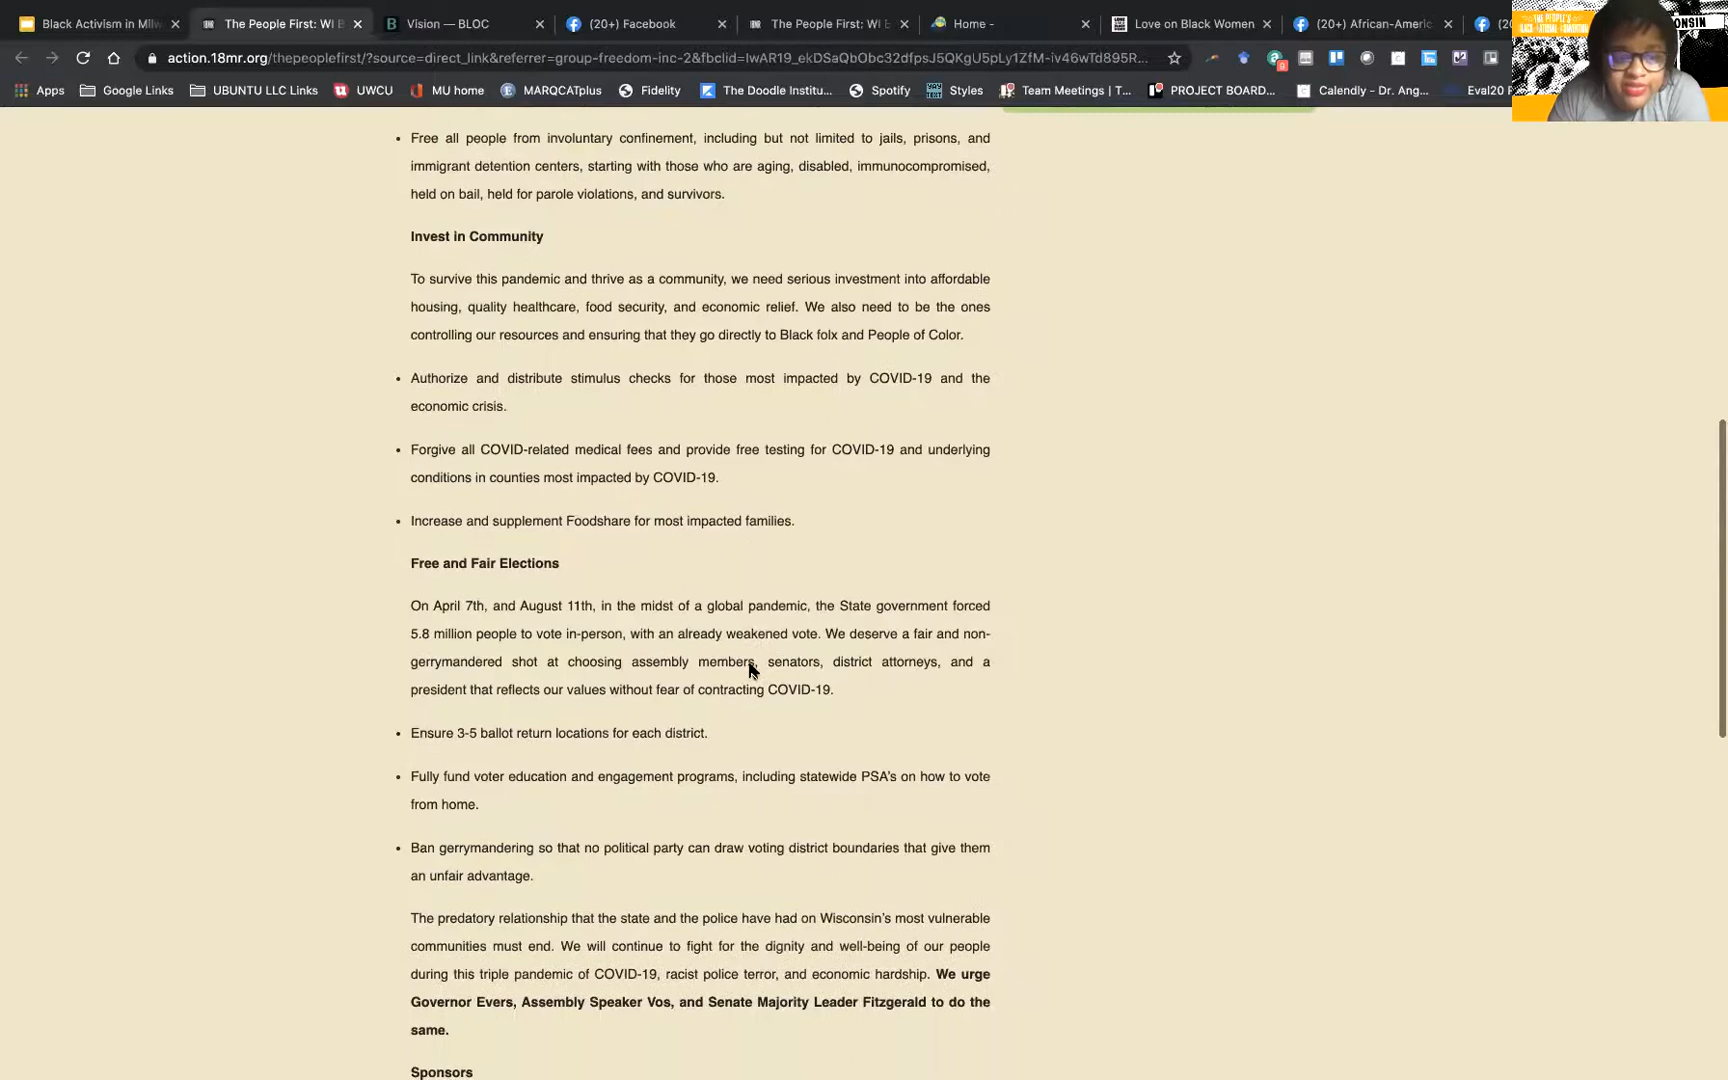 Black Activism in Milw
The People First: WI B
Vision — BLOC
(20+) Facebook
The People First: WI E
Home -
Love on Black Women
(20+) African-Americ
(20
action.18mr.org/thepeoplefirst/?source=direct_link&referrer=group-freedom-inc-2&fbclid=IwAR19_ekDSaQbObc32dfpsJ5QKgU5pLy1ZfM-iv46wTd895R...
Apps
Google Links
UBUNTU LLC Links
UWCU
MU home
MARQCATplus
Fidelity
The Doodle Institu...
Spotify
Styles
Team Meetings | T...
PROJECT BOARD...
Calendly - Dr. Ang...
Eval20 P
• Free all people from involuntary confinement, including but not limited to jails, prisons, and
immigrant detention centers, starting with those who are aging, disabled, immunocompromised,
held on bail, held for parole violations, and survivors.
Invest in Community
To survive this pandemic and thrive as a community, we need serious investment into affordable
housing, quality healthcare, food security, and economic relief. We also need to be the ones
controlling our resources and ensuring that they go directly to Black folx and People of Color.
• Authorize and distribute stimulus checks for those most impacted by COVID-19 and the
economic crisis.
• Forgive all COVID-related medical fees and provide free testing for COVID-19 and underlying
conditions in counties most impacted by COVID-19.
• Increase and supplement Foodshare for most impacted families.
Free and Fair Elections
On April 7th, and August 11th, in the midst of a global pandemic, the State government forced
5.8 million people to vote in-person, with an already weakened vote. We deserve a fair and non-
gerrymandered shot at choosing assembly members, senators, district attorneys, and a
president that reflects our values without fear of contracting COVID-19.
• Ensure 3-5 ballot return locations for each district.
• Fully fund voter education and engagement programs, including statewide PSA's on how to vote
from home.
• Ban gerrymandering so that no political party can draw voting district boundaries that give them
an unfair advantage.
The predatory relationship that the state and the police have had on Wisconsin's most vulnerable
communities must end. We will continue to fight for the dignity and well-being of our people
during this triple pandemic of COVID-19, racist police terror, and economic hardship. We urge
Governor Evers, Assembly Speaker Vos, and Senate Majority Leader Fitzgerald to do the
same.
Sponsors